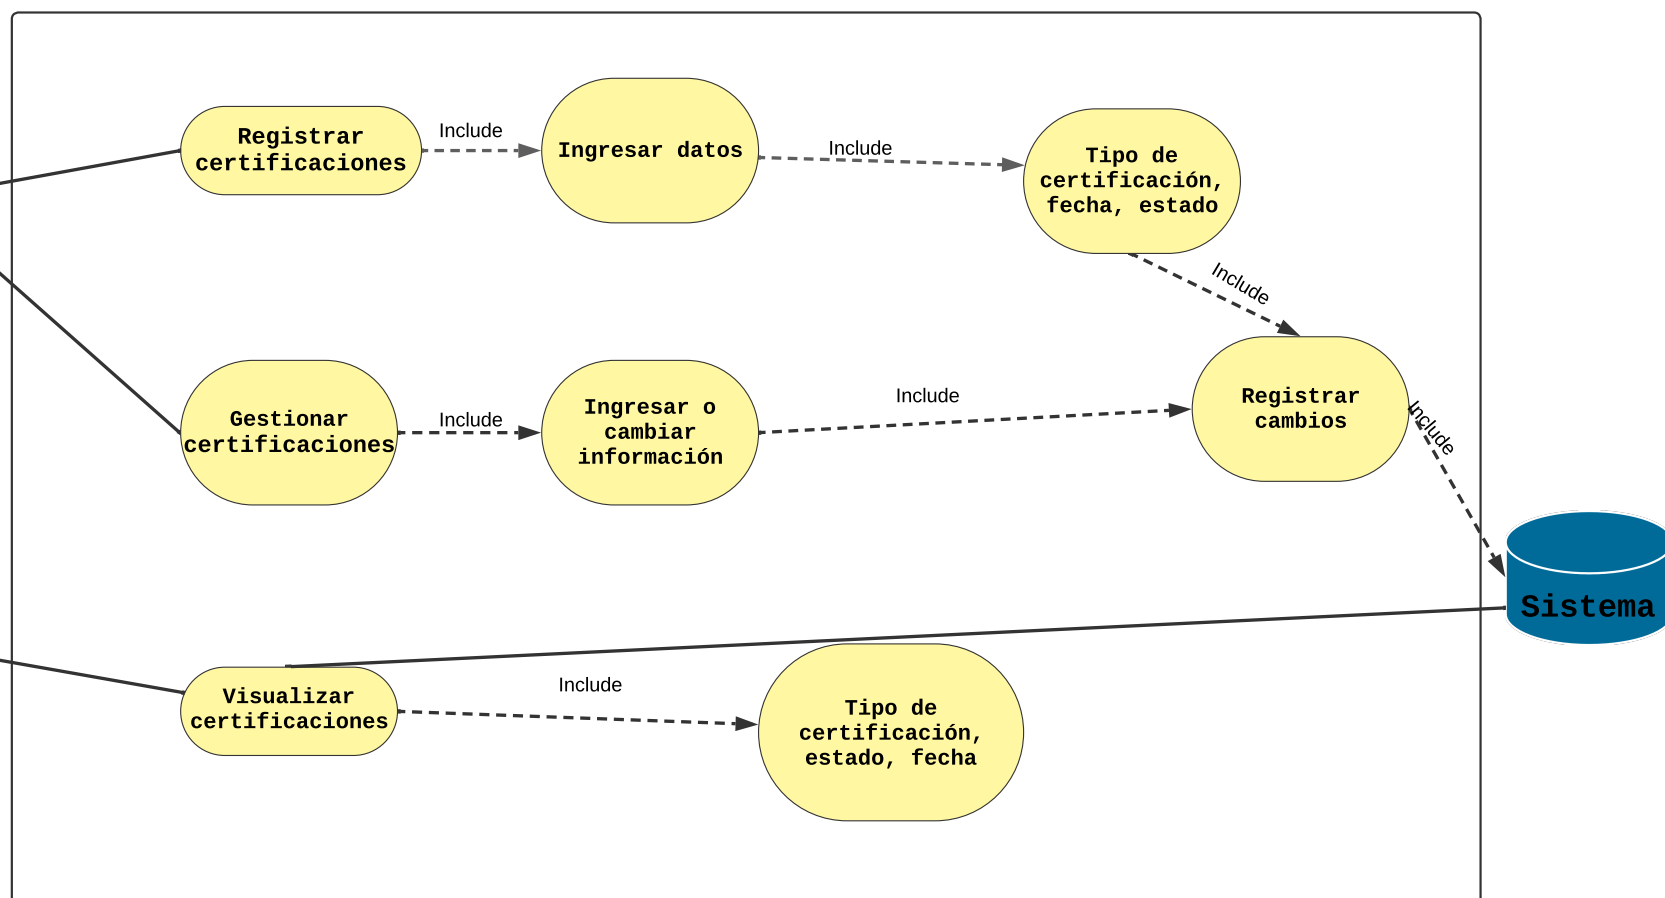 Registrar
certificaciones
Include
Ingresar datos
Include
Tipo de
certificación,
fecha, estado
Include
Gestionar
certificaciones
Include
Ingresar o
cambiar
información
Include
Registrar
cambios
Include
Sistema
Visualizar
certificaciones
Include
Tipo de
certificación,
estado, fecha